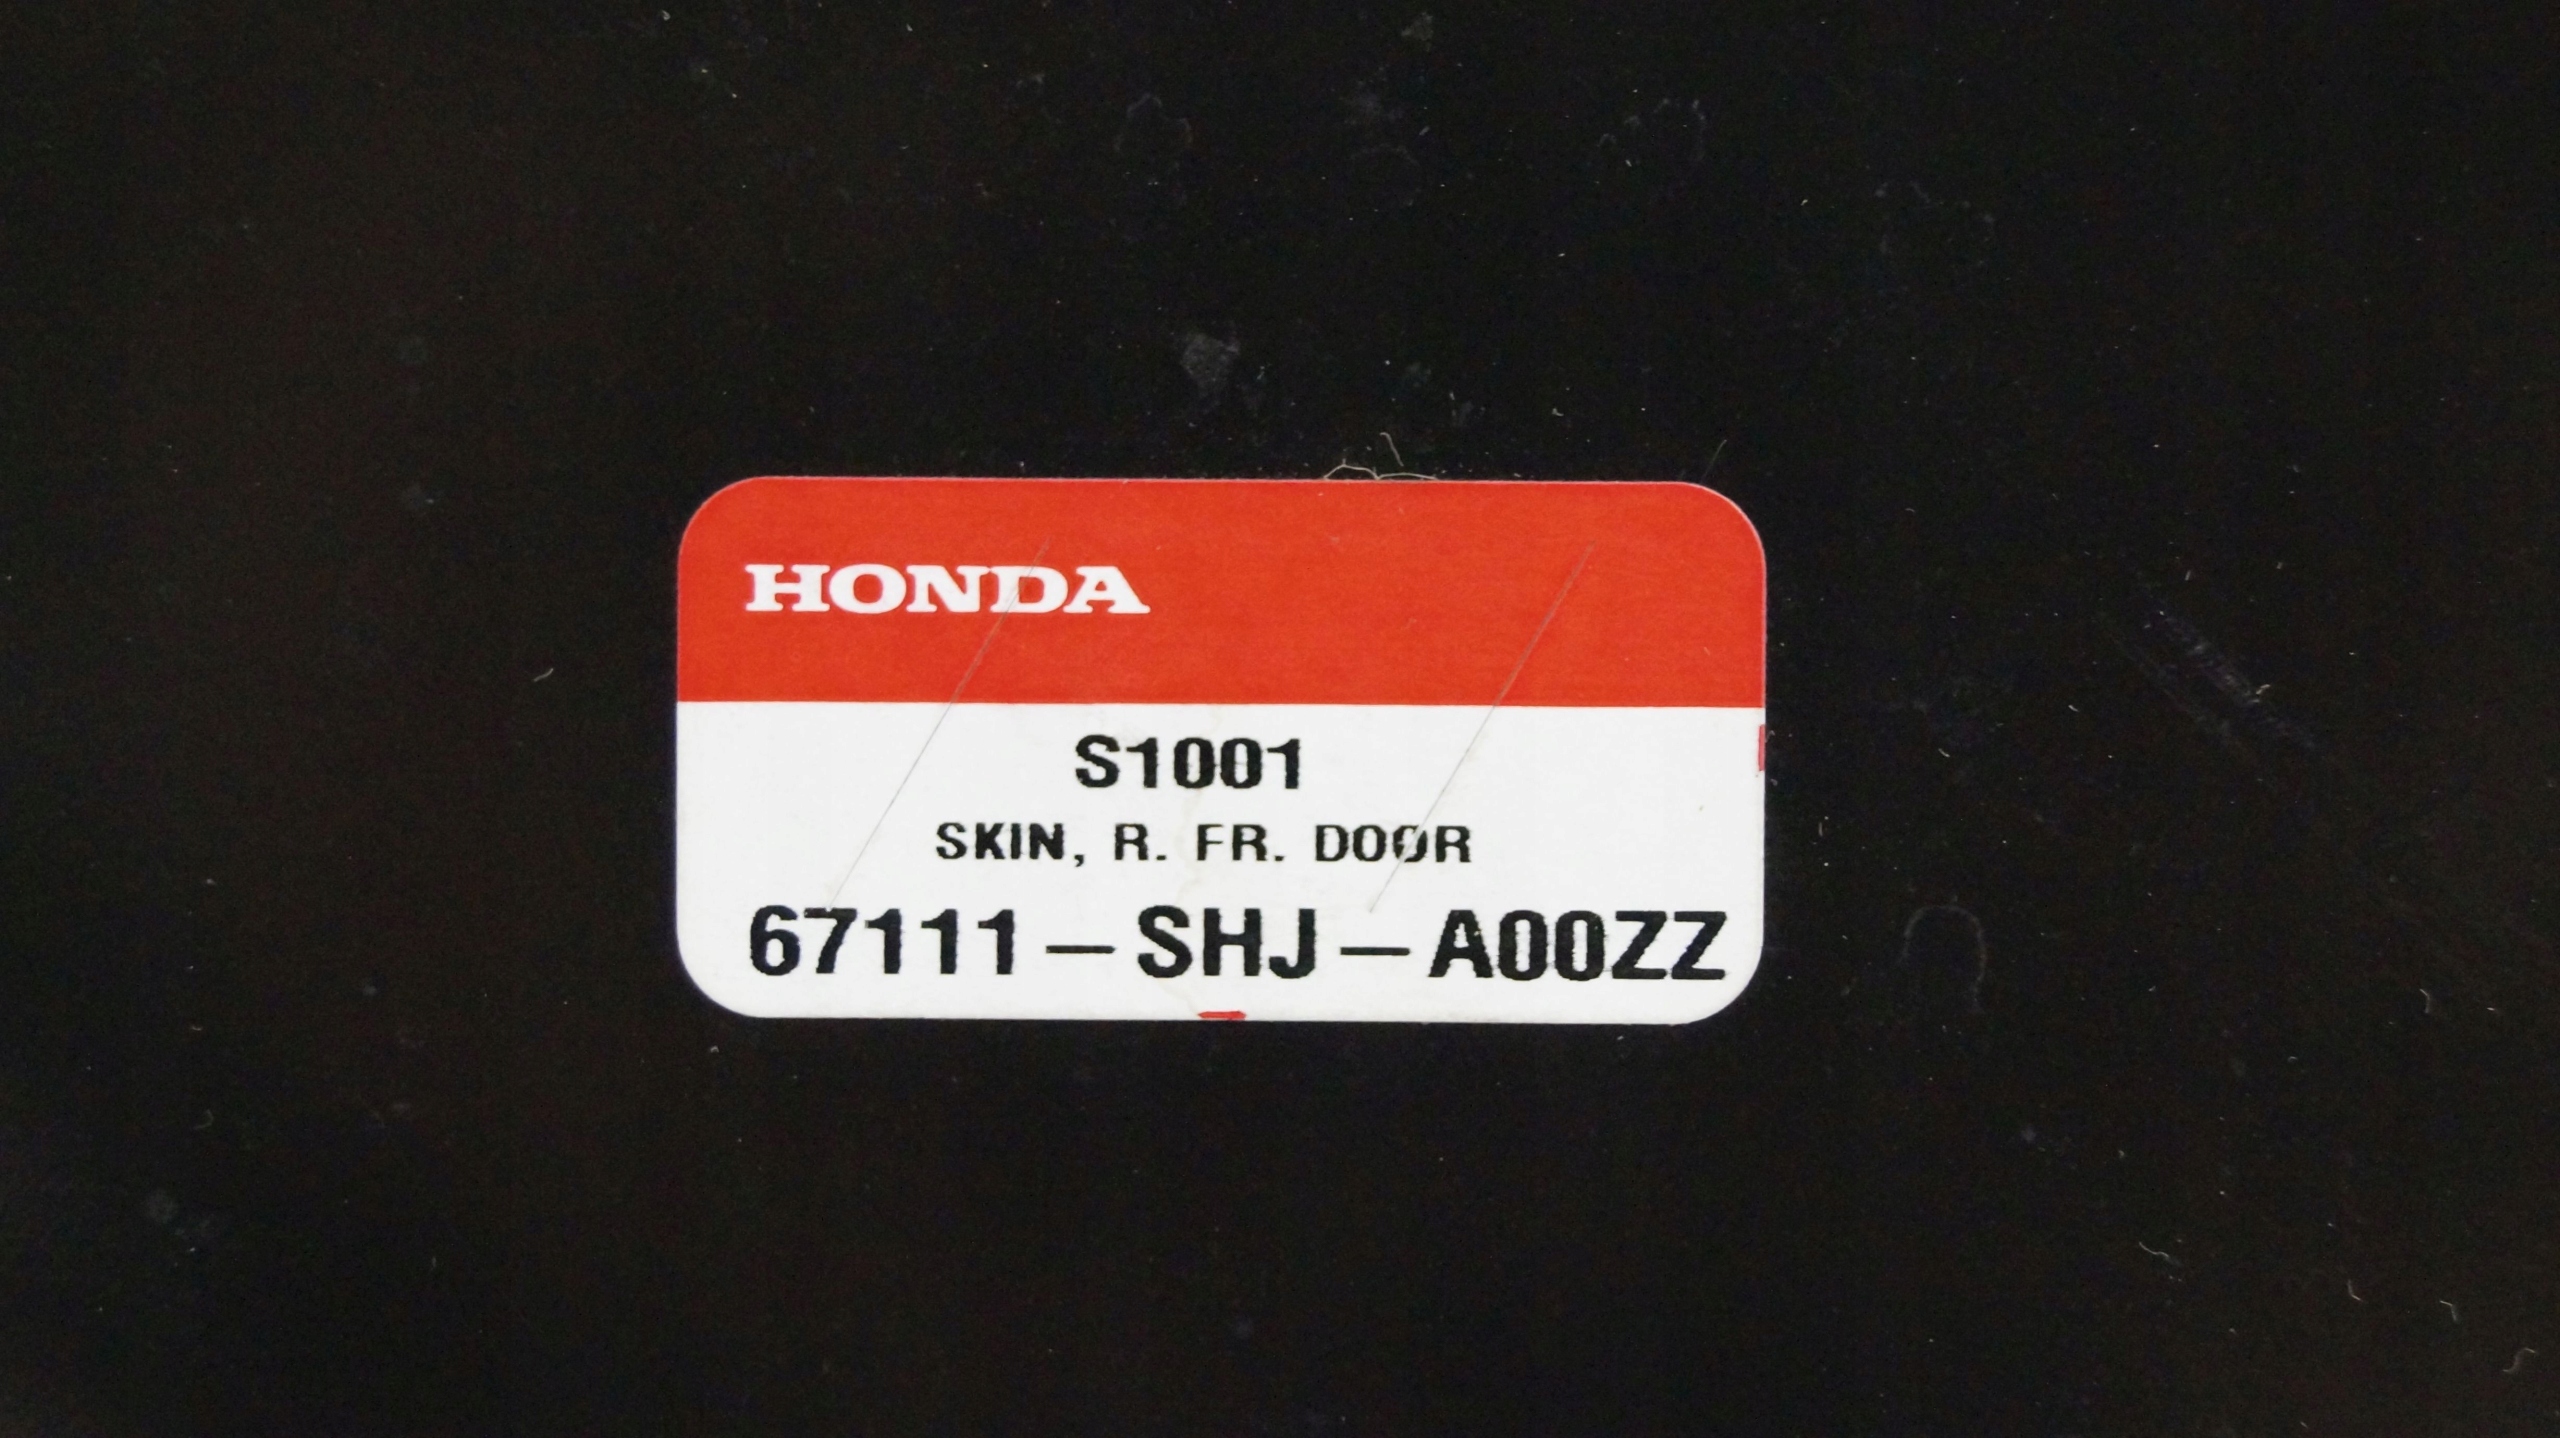 HONDA
S1001
SKIN, R. FR. DOOR
67111-SHJ-A00ZZ